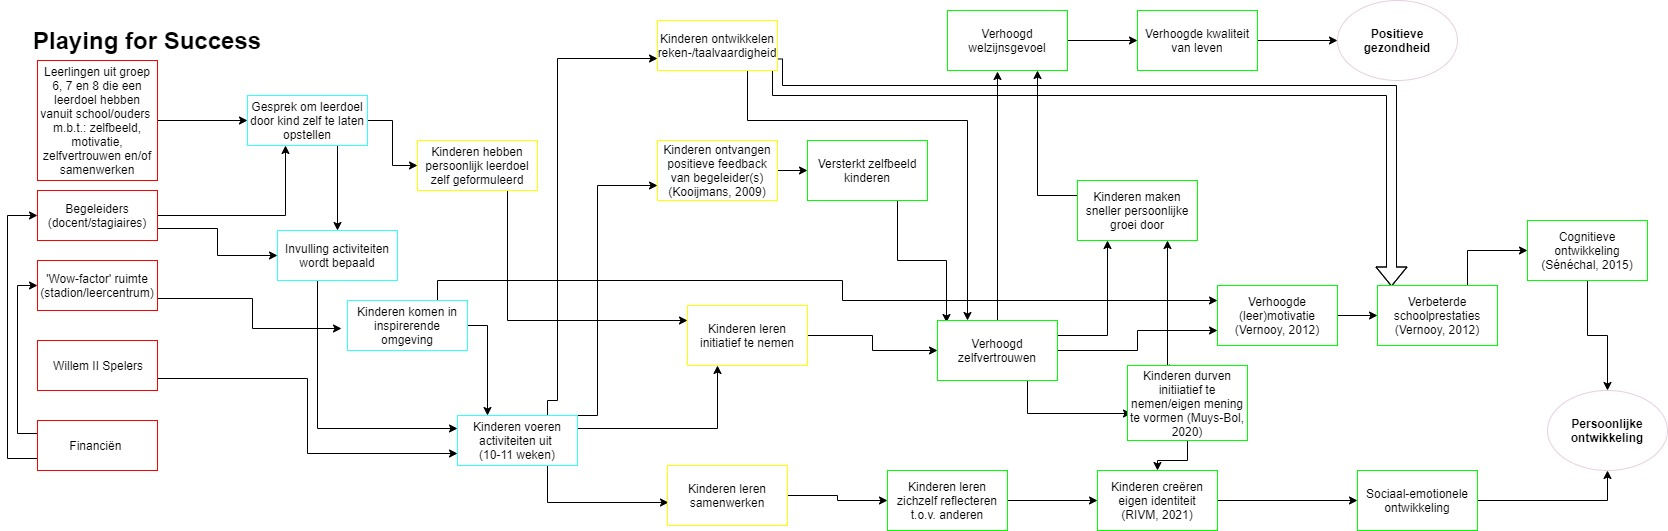 Playing for Success
Leerlingen uit groep
6, 7 en 8 die een
leerdoel hebben
vanuit school/ouders
m.b.t.: zelfbeeld,
motivatie,
zelfvertrouwen en/of
samenwerken
Begeleiders
(docent/stagiaires)
'Wow-factor' ruimte
(stadion/leercentrum)
Willem II Spelers
Financiën
Gesprek om leerdoel
door kind zelf te laten
opstellen
Invulling activiteiten
wordt bepaald
Kinderen komen in
inspirerende
omgeving
Kinderen voeren
activiteiten uit
(10-11 weken)
Kinderen hebben
persoonlijk leerdoel
zelf geformuleerd
Kinderen ontwikkelen
reken-/taalvaardigheid
Kinderen ontvangen
positieve feedback
van begeleider(s)
(Kooijmans, 2009)
Kinderen leren
initiatief te nemen
Kinderen leren
samenwerken
Versterkt zelfbeeld
kinderen
Verhoogd
zelfvertrouwen
Kinderen leren
zichzelf reflecteren
t.o.v. anderen
Verhoogd
welzijnsgevoel
Verhoogde kwaliteit
van leven
Positieve
gezondheid
Kinderen maken
sneller persoonlijke
groei door
Kinderen durven
initiiatief te
nemen/eigen mening
te vormen (Muys-Bol,
2020)
Kinderen creëren
eigen identiteit
(RIVM, 2021)
Verhoogde
(leer)motivatie
(Vernooy, 2012)
Verbeterde
schoolprestaties
(Vernooy, 2012)
Cognitieve
ontwikkeling
(Sénéchal, 2015)
Sociaal-emotionele
ontwikkeling
Persoonlijke
ontwikkeling